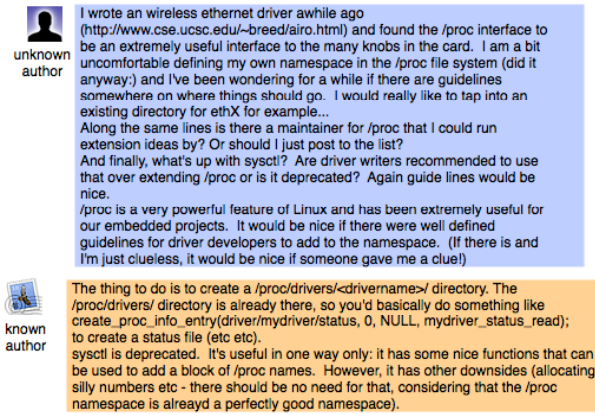 I wrote an wireless ethernet driver awhile ago
(http://www.cse.ucsc.edu/~breed/airo.html) and found the /proc interface to
be an extremely useful interface to the many knobs in the card.  I am a bit
uncomfortable defining my own namespace in the /proc file system (did it
anyway:) and I've been wondering for a while if there are guidelines
somewhere on where things should go.  I would really like to tap into an
existing directory for ethX for example...
Along the same lines is there a maintainer for /proc that I could run
extension ideas by? Or should I just post to the list?
And finally, what's up with sysctl?  Are driver writers recommended to use
that over extending /proc or is it deprecated?  Again guide lines would be
nice.
/proc is a very powerful feature of Linux and has been extremely useful for
our embedded projects.  It would be nice if there were well defined
guidelines for driver developers to add to the namespace.  (If there is and
I'm just clueless, it would be nice if someone gave me a clue!)
unknown
author
The thing to do is to create a /proc/drivers/<drivername>/ directory. The
/proc/drivers/ directory is already there, so you'd basically do something like
create_proc_info_entry(driver/mydriver/status, 0, NULL, mydriver_status_read);
to create a status file (etc etc).
sysctl is deprecated.  It's useful in one way only: it has some nice functions that can
be used to add a block of /proc names.  However, it has other downsides (allocating
silly numbers etc - there should be no need for that, considering that the /proc
namespace is alreayd a perfectly good namespace).
known
author